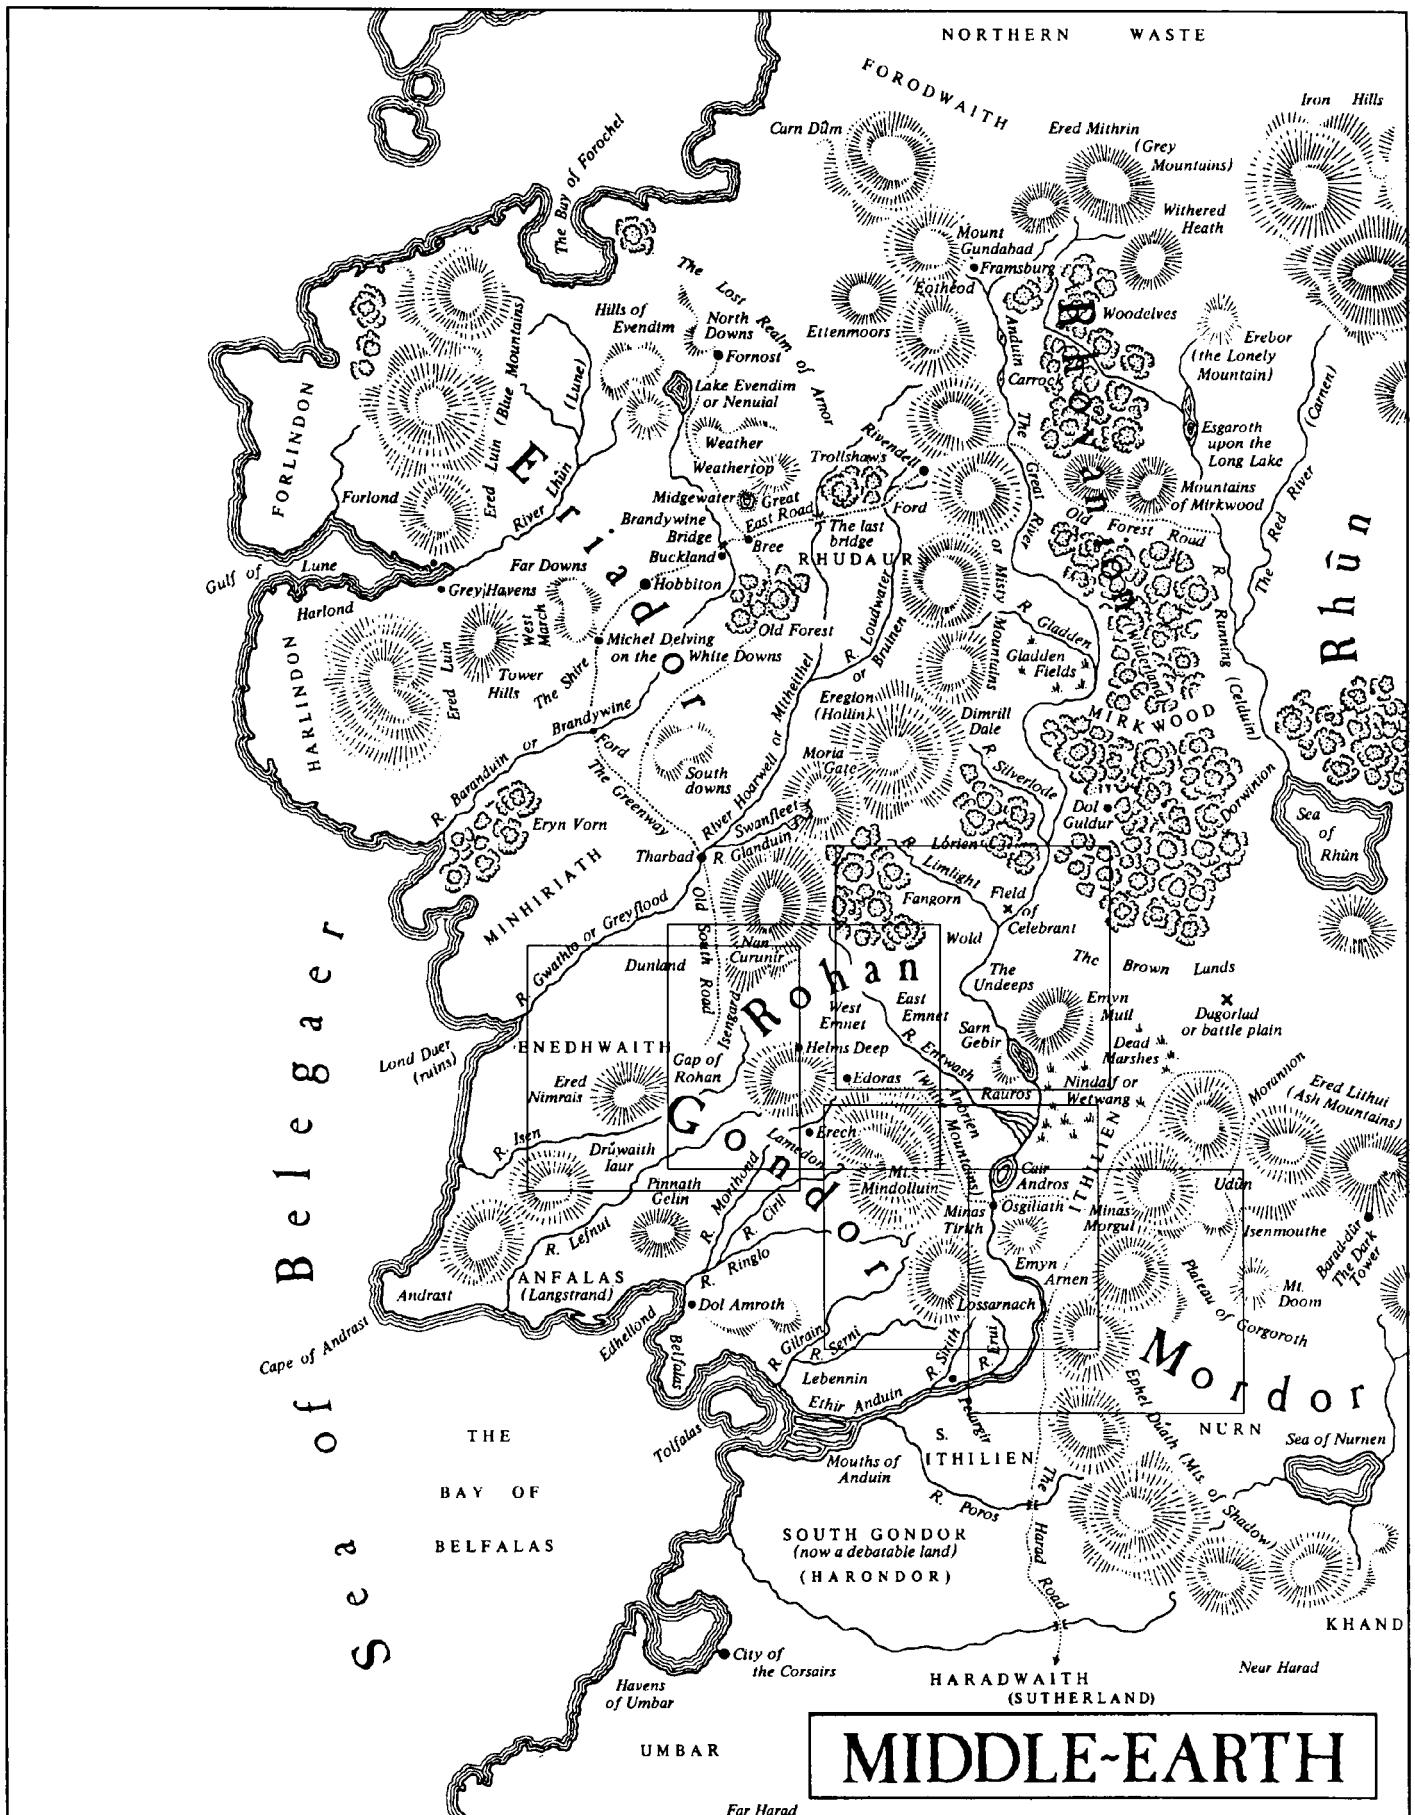 NORTHERN WASTE
FORODWAITH
Iron Hills
Carn Dûm
Ered Mithrin
(Grey
Mountains)
The Bay of Forochel
Withered
Heath
Mount
Gundabad
Framsburg
Eotheod
The Lost Realm of Arnor
Hills of
Evendim
North
Downs
Ettenmoors
Woodelves
Erebor
(the Lonely
Mountain)
Fornost
Anduin
Carrock
Rhovanion
(Lune)
Ered Luin (Blue Mountains)
Lake Evendim
or Nenuial
FORLINDON
Weather
Weathertop
Trollshaws
Rivendell
The Great River
Esgaroth
upon the
Long Lake
(Carnen)
The Red River
Eriador
Forlond
River Lhûn
Midgewater
Great
East Road
Ford
Mountains
of Mirkwood
Brandywine
Bridge
The last
bridge
Old Forest Road
Buckland
Bree
RHUDAUR
Rhûn
Gulf of Lune
Far Downs
Grey Havens
Hobbiton
Harlond
West
March
Old Forest
R. Loudwater
or Bruinen
or Misty Mountains
R. Gladden
R. Running (Celduin)
Michel Delving
on the White Downs
Gladden
Fields
Wilderland
HARLINDON
Ered Luin
Tower
Hills
The Shire
Eregion
(Hollin)
Dimrill
Dale
MIRKWOOD
R. Baranduin or Brandywine
Ford
The Greenway
South
downs
River Hoarwell or Mitheithel
Moria
Gate
R. Silverlode
Dol
Guldur
Dorwinion
Sea
of
Rhûn
Eryn Vorn
Swanfleet
R. Glanduin
Tharbad
Lórien
R. Limlight
MINHIRIATH
Fangorn
Field
of
Celebrant
R. Gwathlo or Greyflood
Old South Road
Nan
Curunir
Wold
Dunland
Rohan
The
Undeeps
The Brown Lands
Isengard
West
Emnet
East
Emnet
Emyn
Muil
Dagorlad
or battle plain
Lond Daer
(ruins)
ENEDHWAITH
Gap of
Rohan
Helms Deep
R. Entwash
Sarn
Gebir
Dead
Marshes
Ered
Nimrais
Edoras
Rauros
Nindalf or
Wetwang
Morannon
Ered Lithui
(Ash Mountains)
Gondor
(White Mountains)
Anorien
R. Isen
Drúwaith
Iaur
Lamedon
Erech
ITHILIEN
Pinnath
Gelin
R. Morthond
Mt.
Mindolluin
Cair
Andros
Udûn
R. Ciril
Minas
Tirith
Osgiliath
Minas
Morgul
Isenmouthe
Barad-dûr
The Dark
Tower
R. Lefnui
R. Ringlo
Emyn
Arnen
Plateau of Gorgoroth
Mt.
Doom
ANFALAS
(Langstrand)
Andrast
Dol Amroth
Lossarnach
Cape of Andrast
Edhellond
Belfalas
R. Gilrain
R. Serni
R. Sirith
R. Erui
Mordor
Lebennin
Ethir Anduin
Pelargir
Ephel Dúath (Mts. of Shadow)
Tolfalas
NURN
Sea of Nurnen
Sea of Belegaer
THE
BAY OF
BELFALAS
Mouths of
Anduin
S.
ITHILIEN
R. Poros
The Harad Road
SOUTH GONDOR
(now a debatable land)
(HARONDOR)
KHAND
City of
the Corsairs
Havens
of Umbar
HARADWAITH
(SUTHERLAND)
Near Harad
UMBAR
MIDDLE-EARTH
Far Harad